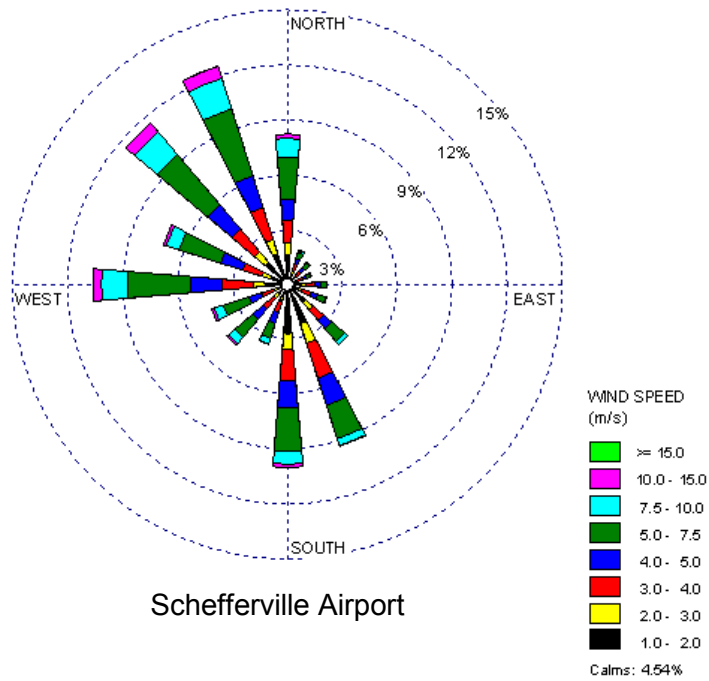 NORTH
15%
12%
9%
6%
3%
WEST
EAST
SOUTH
WIND SPEED
(m/s)
>= 15.0
10.0 - 15.0
7.5 - 10.0
5.0 - 7.5
4.0 - 5.0
3.0 - 4.0
2.0 - 3.0
1.0 - 2.0
Calms: 4.54%
Schefferville Airport